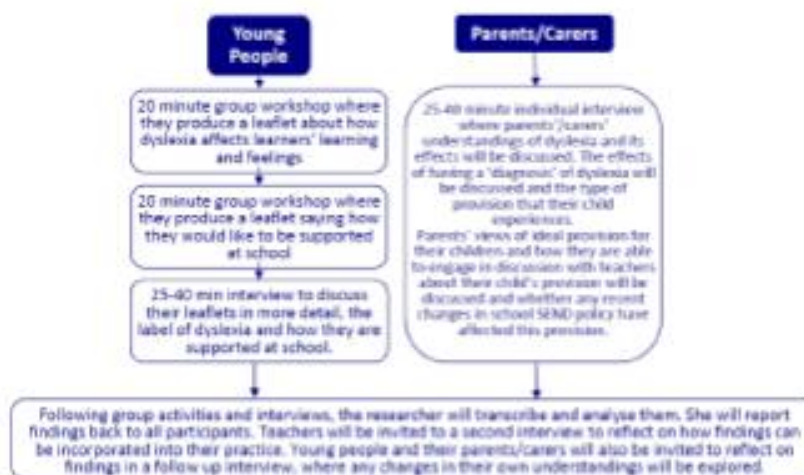 Young
People
20 minute group workshop where
they produce a leaflet about how
dyslexia affects learners' learning
and feelings
20 minute group workshop where
they produce a leaflet saying how
they would like to be supported
at school
25-40 min interview to discuss
their leaflets in more detail, the
label of dyslexia and how they are
supported at school.
Parents/Carers
25-40 minute individual interview
where parents'/carers'
understandings of dyslexia and its
effects will be discussed. The effects
of having a 'diagnosis' of dyslexia will
be discussed and the type of
provision that their child
experiences.
Parents' views of ideal provision for
their children and how they are able
to engage in discussion with teachers
about their child's provision will be
discussed and whether any recent
changes in school SEND policy have
affected this provision.
Following group activities and interviews, the researcher will transcribe and analyse them. She will report
findings back to all participants. Teachers will be invited to a second interview to reflect on how findings can
be incorporated into their practice. Young people and their parents/carers will also be invited to reflect on
findings in a follow up interview, where any changes in their own understandings will be explored.